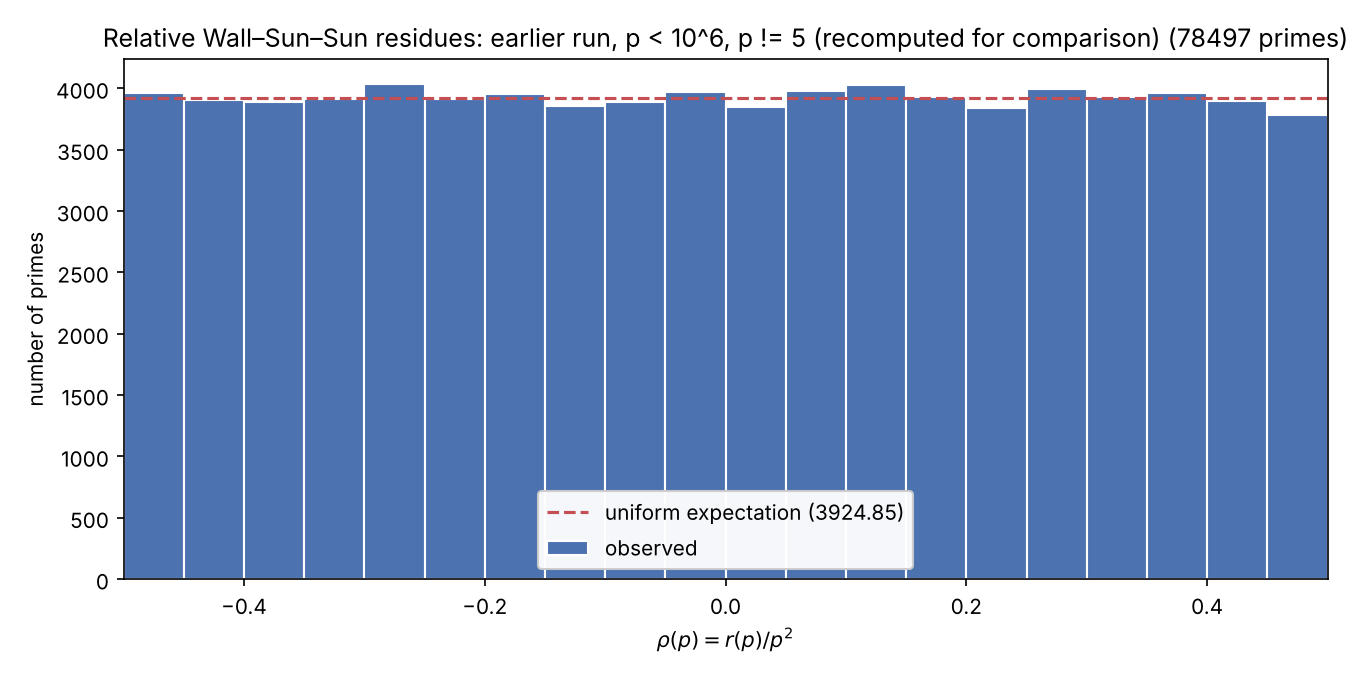 Relative Wall–Sun–Sun residues: earlier run, p < 10^6, p != 5 (recomputed for comparison) (78497 primes)
number of primes
4000
3500
3000
2500
2000
1500
1000
500
0
uniform expectation (3924.85)
observed
−0.4 −0.2 0.0 0.2 0.4
ρ(p) = r(p)/p²